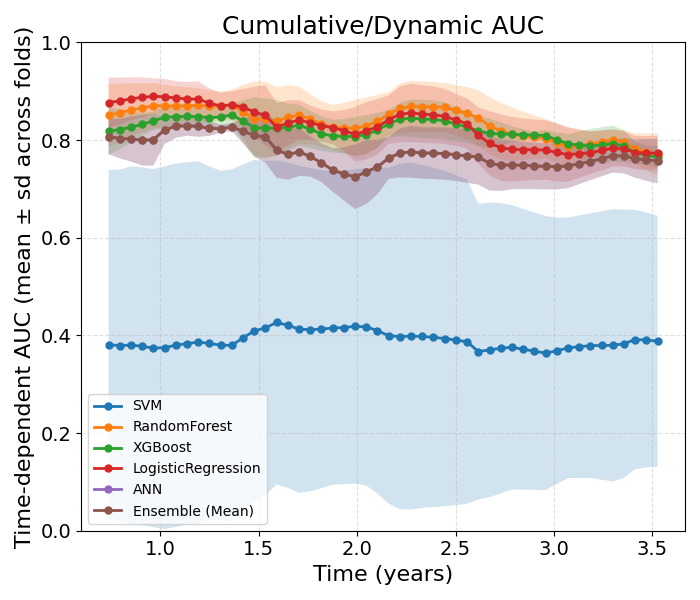 Cumulative/Dynamic AUC
Time-dependent AUC (mean ± sd across folds)
1.0
0.8
0.6
0.4
0.2
0.0
SVM
RandomForest
XGBoost
LogisticRegression
ANN
Ensemble (Mean)
1.0 1.5 2.0 2.5 3.0 3.5
Time (years)